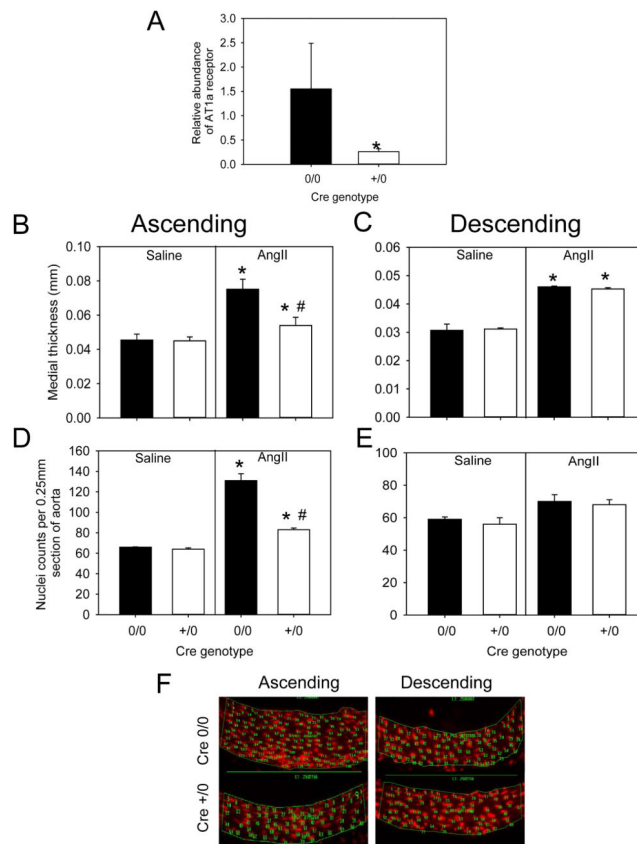 A
Relative abundance
of AT1a receptor
3.0
2.5
2.0
1.5
1.0
0.5
0.0
*
0/0
+/0
Cre genotype
Ascending
Descending
B
Medial thickness (mm)
0.10
0.08
0.06
0.04
0.02
0.00
Saline
AngII
*
* #
C
0.06
0.05
0.04
0.03
0.02
0.01
0.00
Saline
AngII
*
*
D
Nuclei counts per 0.25mm
section of aorta
160
140
120
100
80
60
40
20
0
Saline
AngII
*
* #
0/0
+/0
0/0
+/0
Cre genotype
E
100
80
60
40
20
0
Saline
AngII
0/0
+/0
0/0
+/0
Cre genotype
F
Ascending
Descending
Cre 0/0
Cre +/0